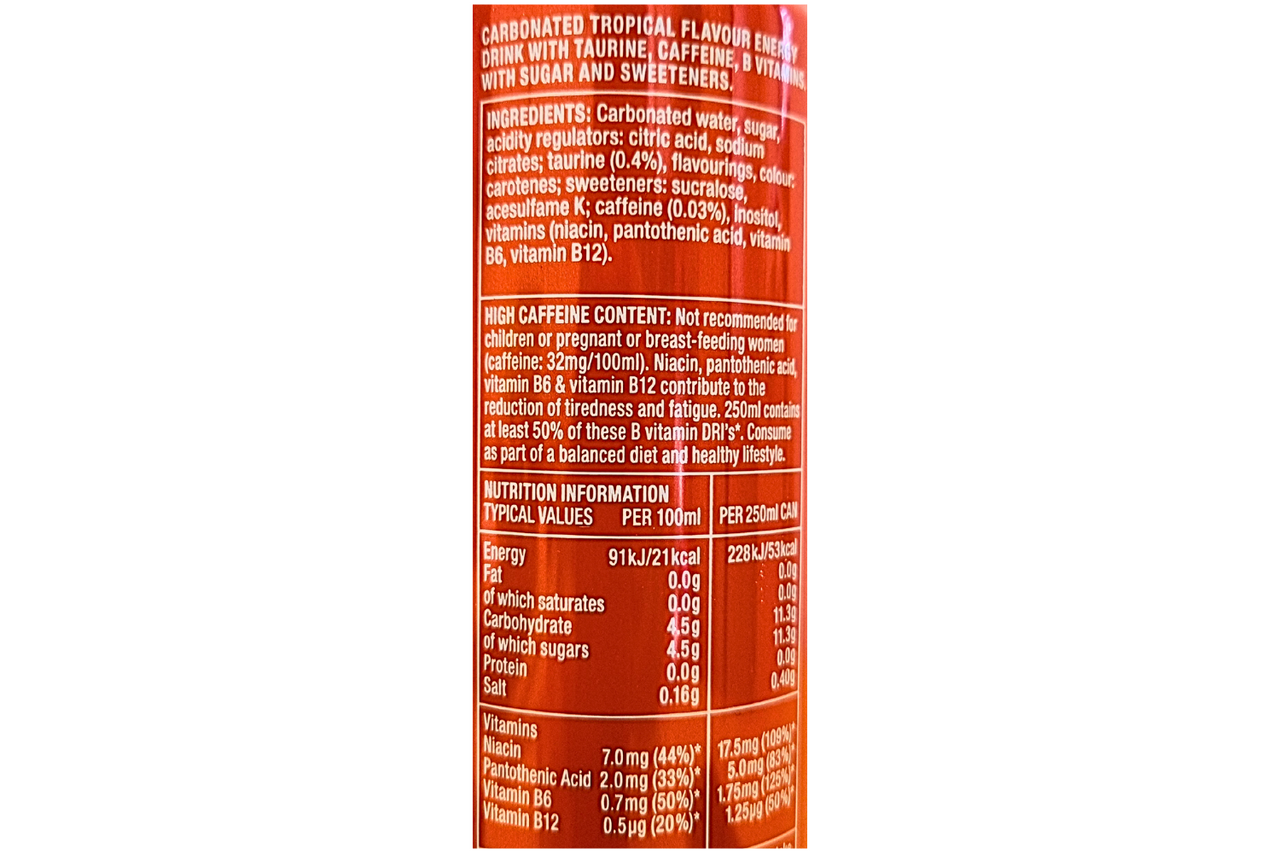 CARBONATED TROPICAL FLAVOUR ENERGY
DRINK WITH TAURINE, CAFFEINE, B VITAMINS.
WITH SUGAR AND SWEETENERS.
INGREDIENTS: Carbonated water, sugar,
acidity regulators: citric acid, sodium
citrates; taurine (0.4%), flavourings, colour:
carotenes; sweeteners: sucralose,
acesulfame K; caffeine (0.03%), inositol,
vitamins (niacin, pantothenic acid, vitamin
B6, vitamin B12).
HIGH CAFFEINE CONTENT: Not recommended for
children or pregnant or breast-feeding women
(caffeine: 32mg/100ml). Niacin, pantothenic acid,
vitamin B6 & vitamin B12 contribute to the
reduction of tiredness and fatigue. 250ml contains
at least 50% of these B vitamin DRI's*. Consume
as part of a balanced diet and healthy lifestyle.
NUTRITION INFORMATION
TYPICAL VALUES PER 100ml PER 250ml CAN
Energy 91kJ/21kcal 228kJ/53kcal
Fat 0.0g 0.0g
of which saturates 0.0g 0.0g
Carbohydrate 4.5g 11.3g
of which sugars 4.5g 11.3g
Protein 0.0g 0.0g
Salt 0.16g 0.40g
Vitamins
Niacin 7.0mg (44%)* 17.5mg (109%)*
Pantothenic Acid 2.0mg (33%)* 5.0mg (83%)*
Vitamin B6 0.7mg (50%)* 1.75mg (125%)*
Vitamin B12 0.5µg (20%)* 1.25µg (50%)*